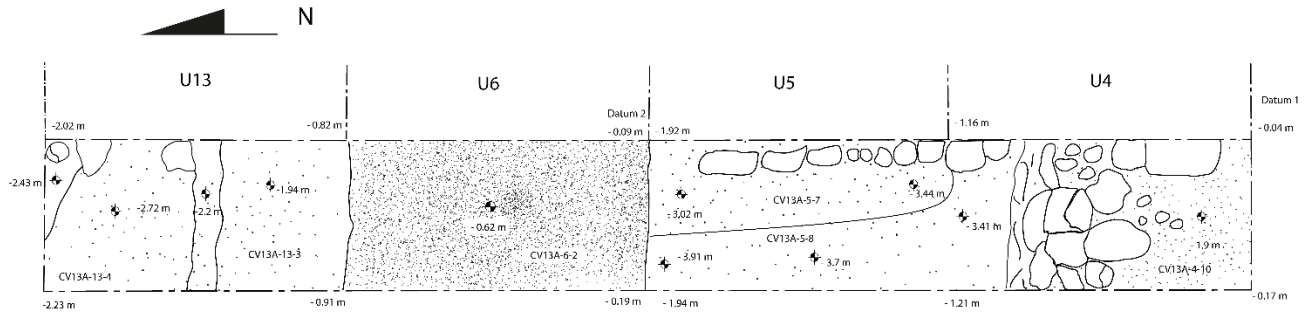 N
U13
U6
U5
U4
Datum 2
Datum 1
- 2.02 m
- 0.82 m
- 0.09 m
- 1.92 m
- 1.16 m
- 0.04 m
-2.43 m
-2.72 m
-2.2 m
-1.94 m
- 0.62 m
- 3.02 m
- 3.44 m
- 3.41 m
1.9 m
CV13A-5-7
CV13A-5-8
CV13A-13-3
CV13A-6-2
- 3.91 m
- 3.7 m
CV13A-4-10
CV13A-13-4
-2.23 m
-0.91 m
- 0.19 m
- 1.94 m
- 1.21 m
-0.17 m